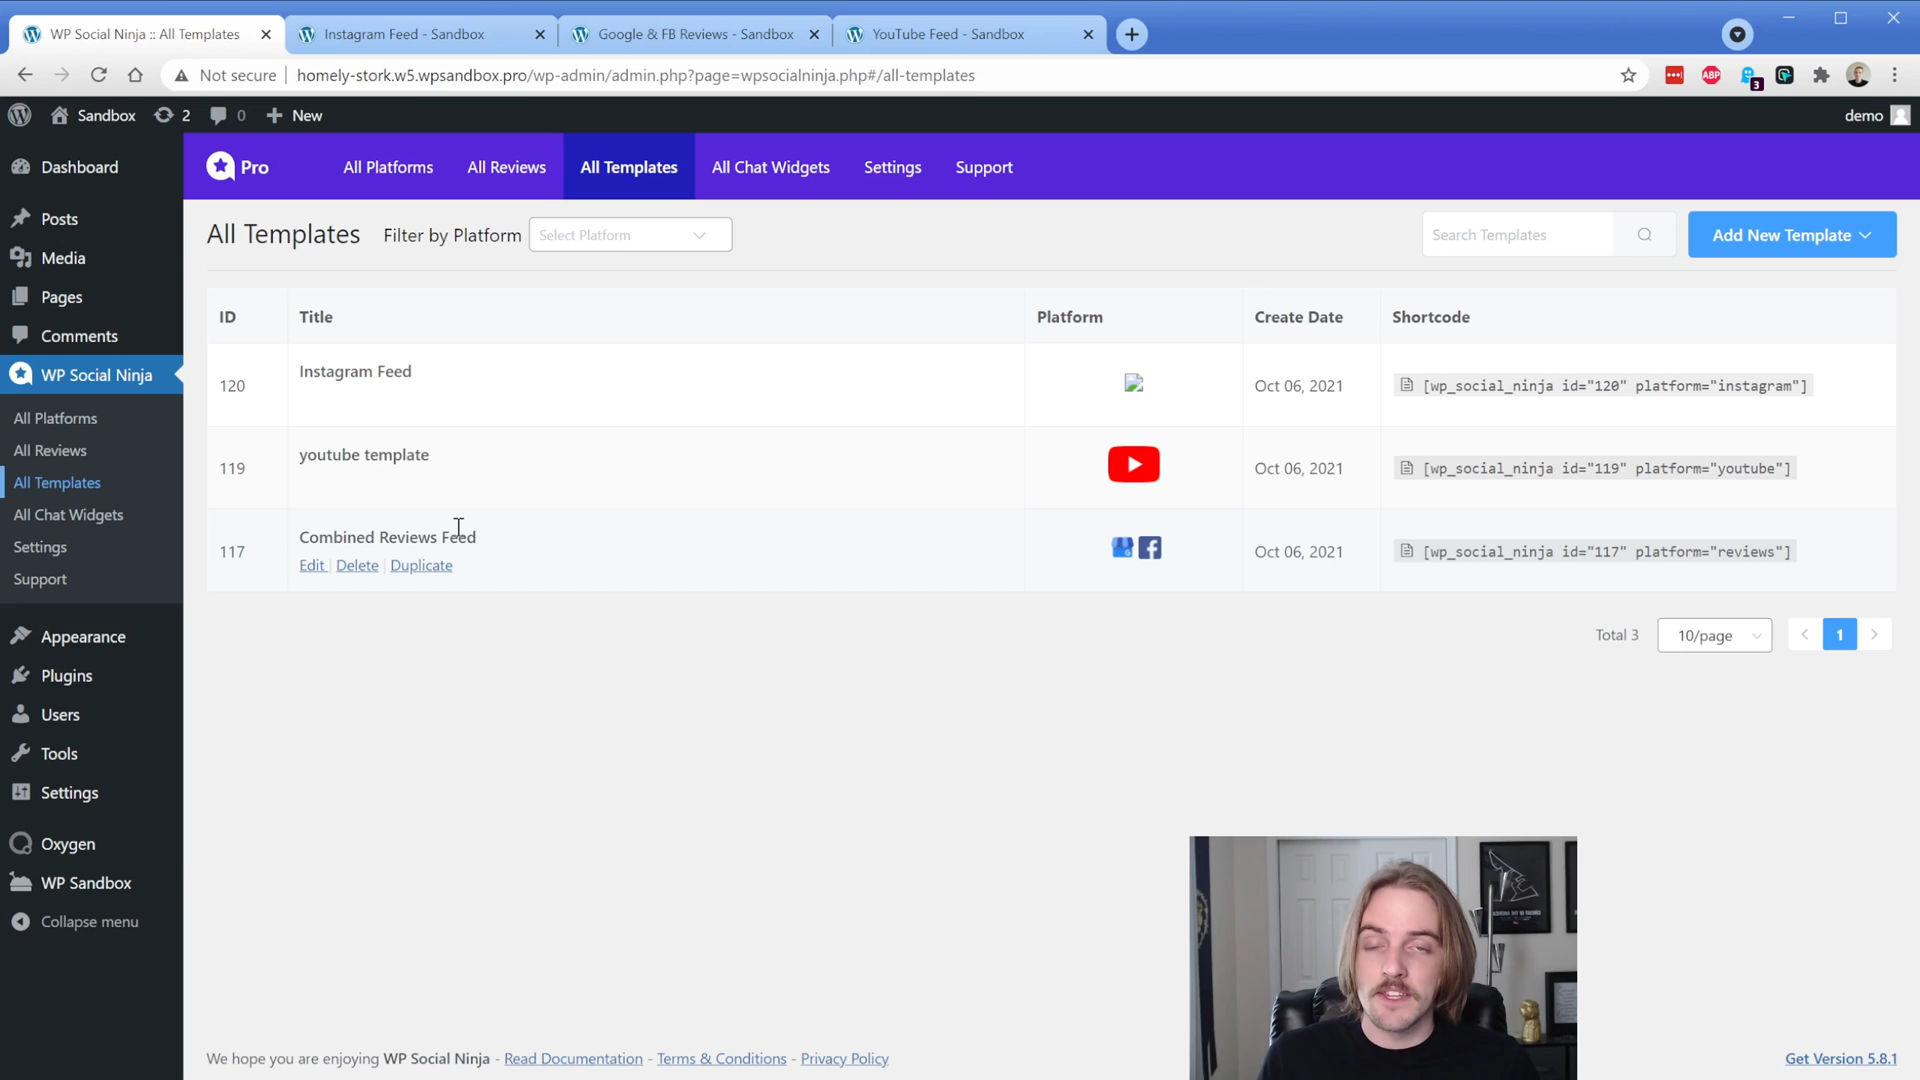 WP Social Ninja :: All Templates
Instagram Feed - Sandbox
Google & FB Reviews - Sandbox
YouTube Feed - Sandbox
Not secure
homely-stork.w5.wpsandbox.pro/wp-admin/admin.php?page=wpsocialninja.php#/all-templates
ABP
3
Sandbox
2
0
New
demo
Dashboard
Posts
Media
Pages
Comments
WP Social Ninja
All Platforms
All Reviews
All Templates
All Chat Widgets
Settings
Support
Appearance
Plugins
Users
Tools
Settings
Oxygen
WP Sandbox
Collapse menu
Pro
All Platforms
All Reviews
All Templates
All Chat Widgets
Settings
Support
All Templates
Filter by Platform
Select Platform
Search Templates
Add New Template
ID Title Platform Create Date Shortcode
120 Instagram Feed Oct 06, 2021 [wp_social_ninja id="120" platform="instagram"]
119 youtube template Oct 06, 2021 [wp_social_ninja id="119" platform="youtube"]
117 Combined Reviews Feed Oct 06, 2021 [wp_social_ninja id="117" platform="reviews"]
Edit | Delete | Duplicate
Total 3
10/page
1
We hope you are enjoying WP Social Ninja - Read Documentation - Terms & Conditions - Privacy Policy
Get Version 5.8.1